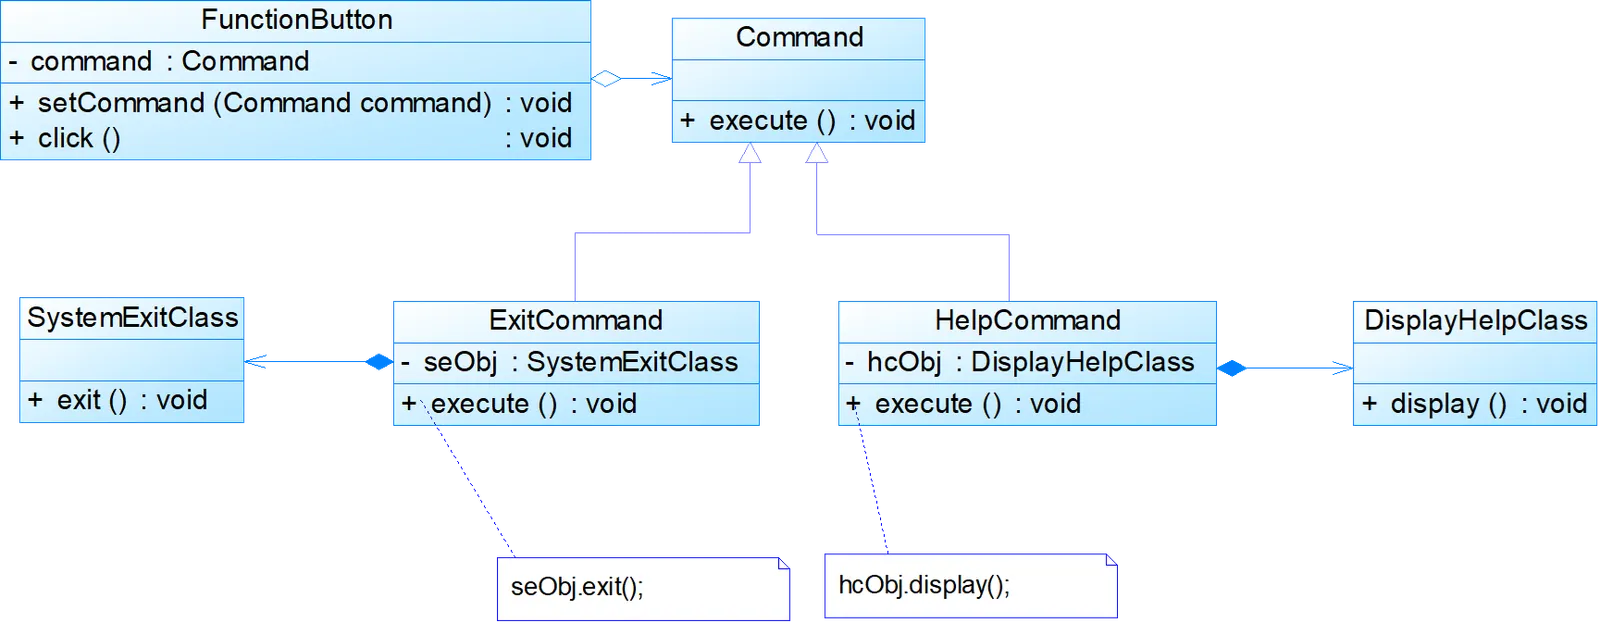 FunctionButton
- command : Command
+ setCommand (Command command) : void
+ click () : void
Command
+ execute () : void
SystemExitClass
+ exit () : void
ExitCommand
- seObj : SystemExitClass
+ execute () : void
HelpCommand
- hcObj : DisplayHelpClass
+ execute () : void
DisplayHelpClass
+ display () : void
seObj.exit();
hcObj.display();